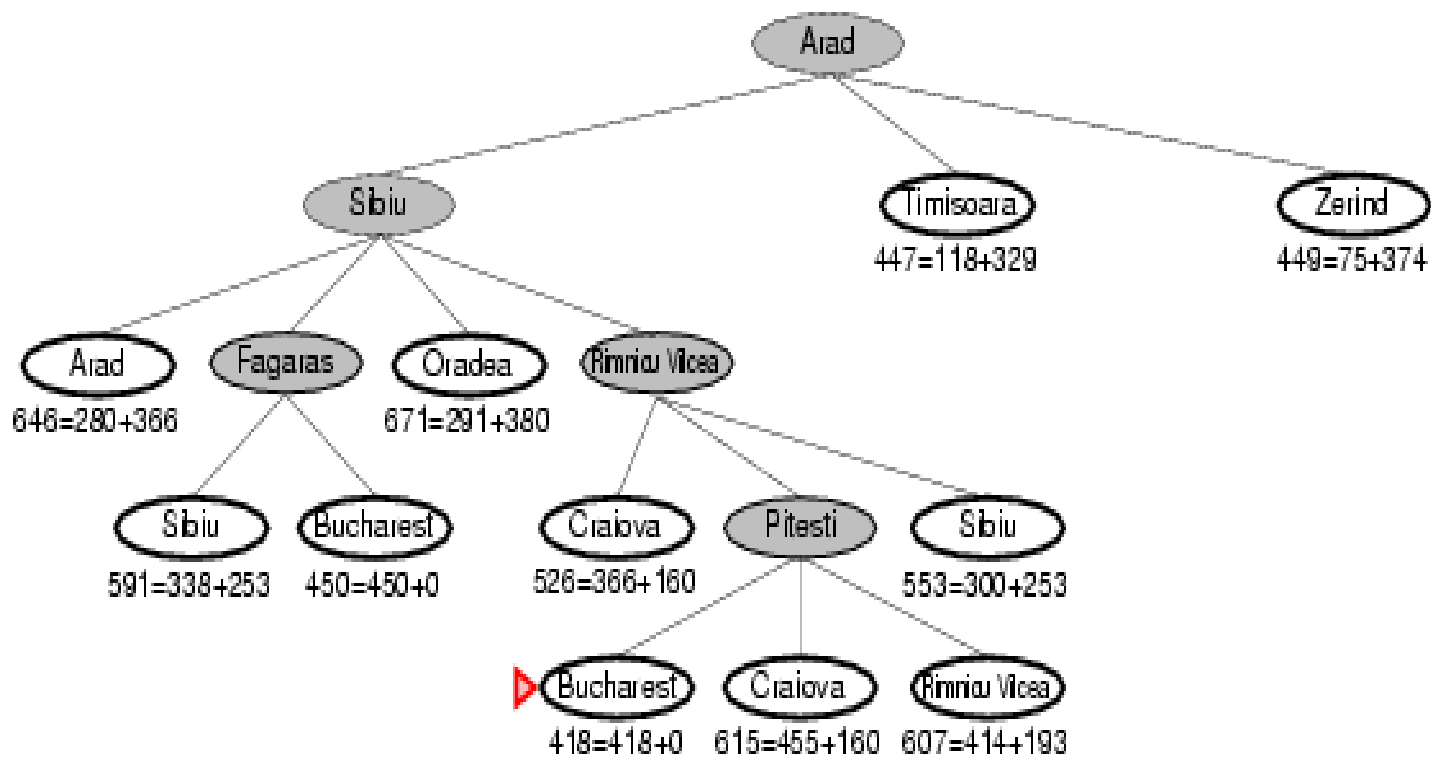 Arad
Sibiu
Timisoara
Zerind
447=118+329
449=75+374
Arad
Fagaras
Oradea
Rimnicu Vilcea
646=280+366
671=291+380
Sibiu
Bucharest
Craiova
Pitesti
Sibiu
591=338+253
450=450+0
526=366+160
553=300+253
Bucharest
Craiova
Rimnicu Vilcea
418=418+0
615=455+160
607=414+193